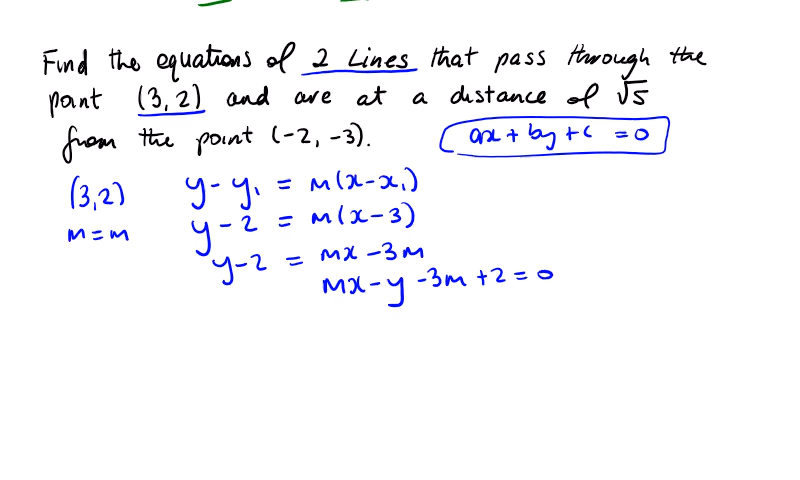 Find the equations of 2 Lines that pass through the
point (3,2) and are at a distance of √5
from the point (-2, -3). ax + by + c = 0
(3,2) y - y₁ = m(x-x₁)
m = m y - 2 = m(x-3)
y-2 = mx -3m
mx - y -3m +2 = 0